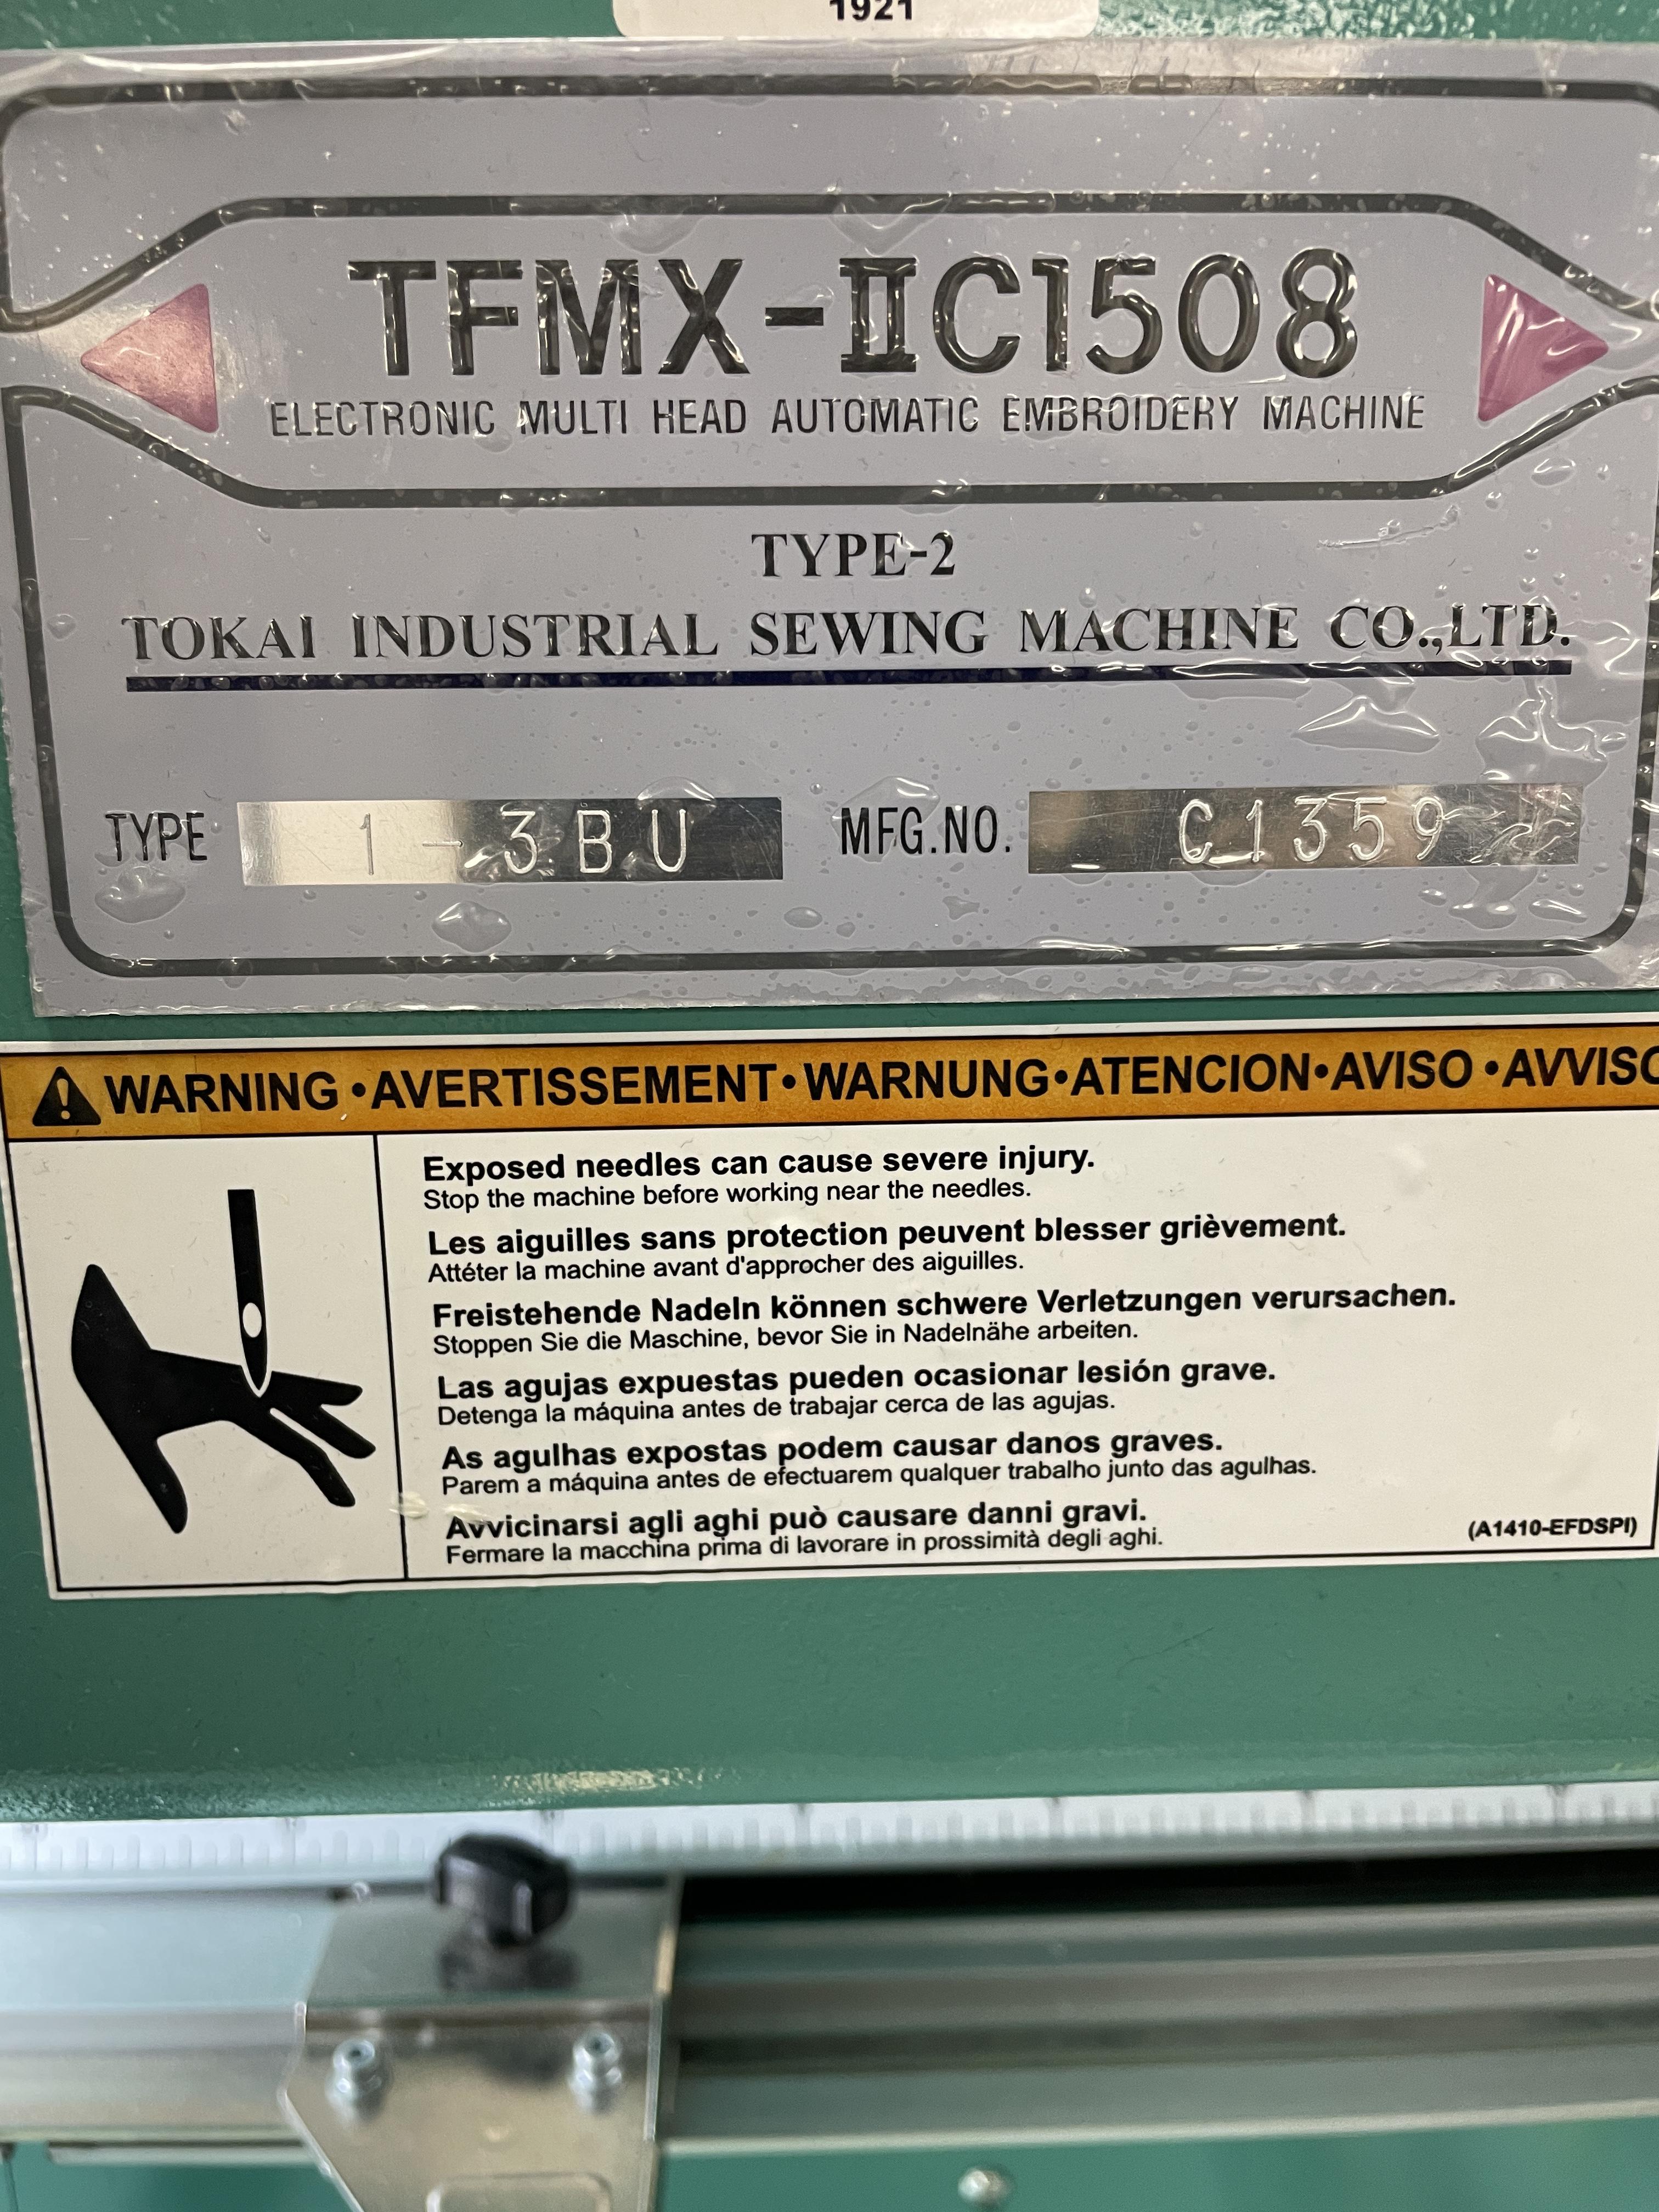 1921
TFMX-IIC1508
ELECTRONIC MULTI HEAD AUTOMATIC EMBROIDERY MACHINE
TYPE-2
TOKAI INDUSTRIAL SEWING MACHINE CO.,LTD.
TYPE 1-3BU MFG.NO. C1359
WARNING •AVERTISSEMENT•WARNUNG•ATENCION•AVISO •AVVISO
Exposed needles can cause severe injury.
Stop the machine before working near the needles.
Les aiguilles sans protection peuvent blesser grièvement.
Attéter la machine avant d'approcher des aiguilles.
Freistehende Nadeln können schwere Verletzungen verursachen.
Stoppen Sie die Maschine, bevor Sie in Nadelnähe arbeiten.
Las agujas expuestas pueden ocasionar lesión grave.
Detenga la máquina antes de trabajar cerca de las agujas.
As agulhas expostas podem causar danos graves.
Parem a máquina antes de efectuarem qualquer trabalho junto das agulhas.
Avvicinarsi agli aghi può causare danni gravi.
Fermare la macchina prima di lavorare in prossimità degli aghi.
(A1410-EFDSPI)